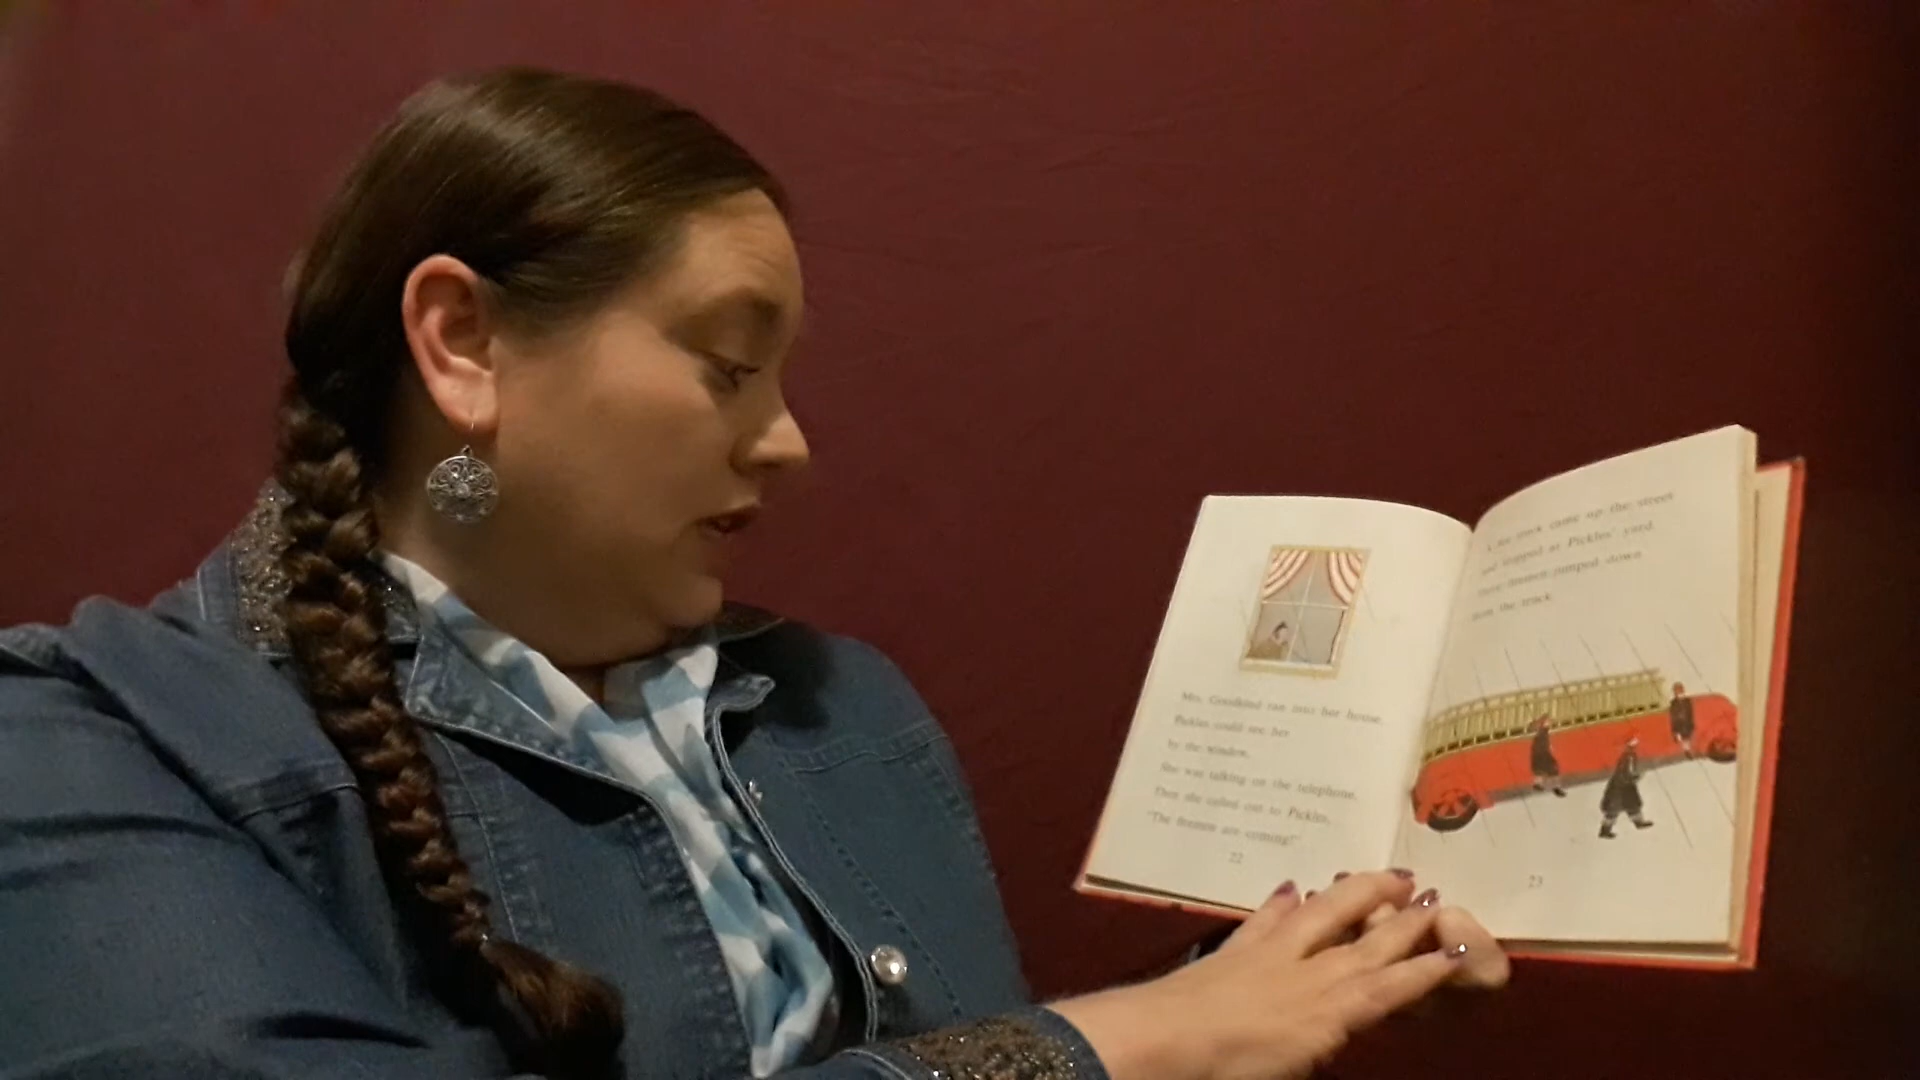 Mrs. Goodkind ran into her house.
Pickles could see her
by the window.
She was talking on the telephone.
Then she called out to Pickles,
"The firemen are coming!"
22
A fire truck came up the street
and stopped at Pickles' yard.
firemen jumped down
from the truck.
23